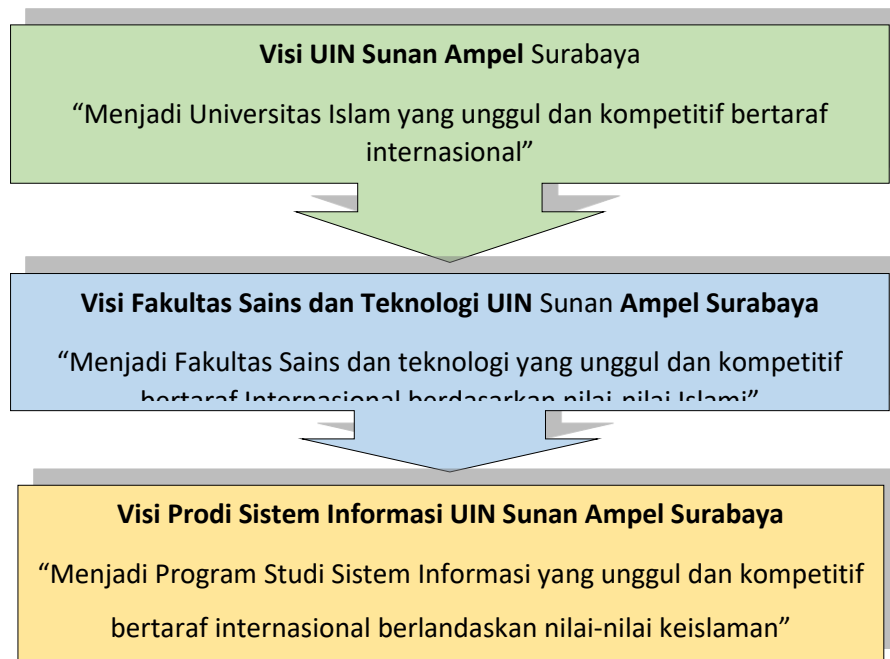 Visi UIN Sunan Ampel Surabaya
“Menjadi Universitas Islam yang unggul dan kompetitif bertaraf
internasional”
Visi Fakultas Sains dan Teknologi UIN Sunan Ampel Surabaya
“Menjadi Fakultas Sains dan teknologi yang unggul dan kompetitif
bertaraf Internasional berdasarkan nilai-nilai Islami”
Visi Prodi Sistem Informasi UIN Sunan Ampel Surabaya
“Menjadi Program Studi Sistem Informasi yang unggul dan kompetitif
bertaraf internasional berlandaskan nilai-nilai keislaman”